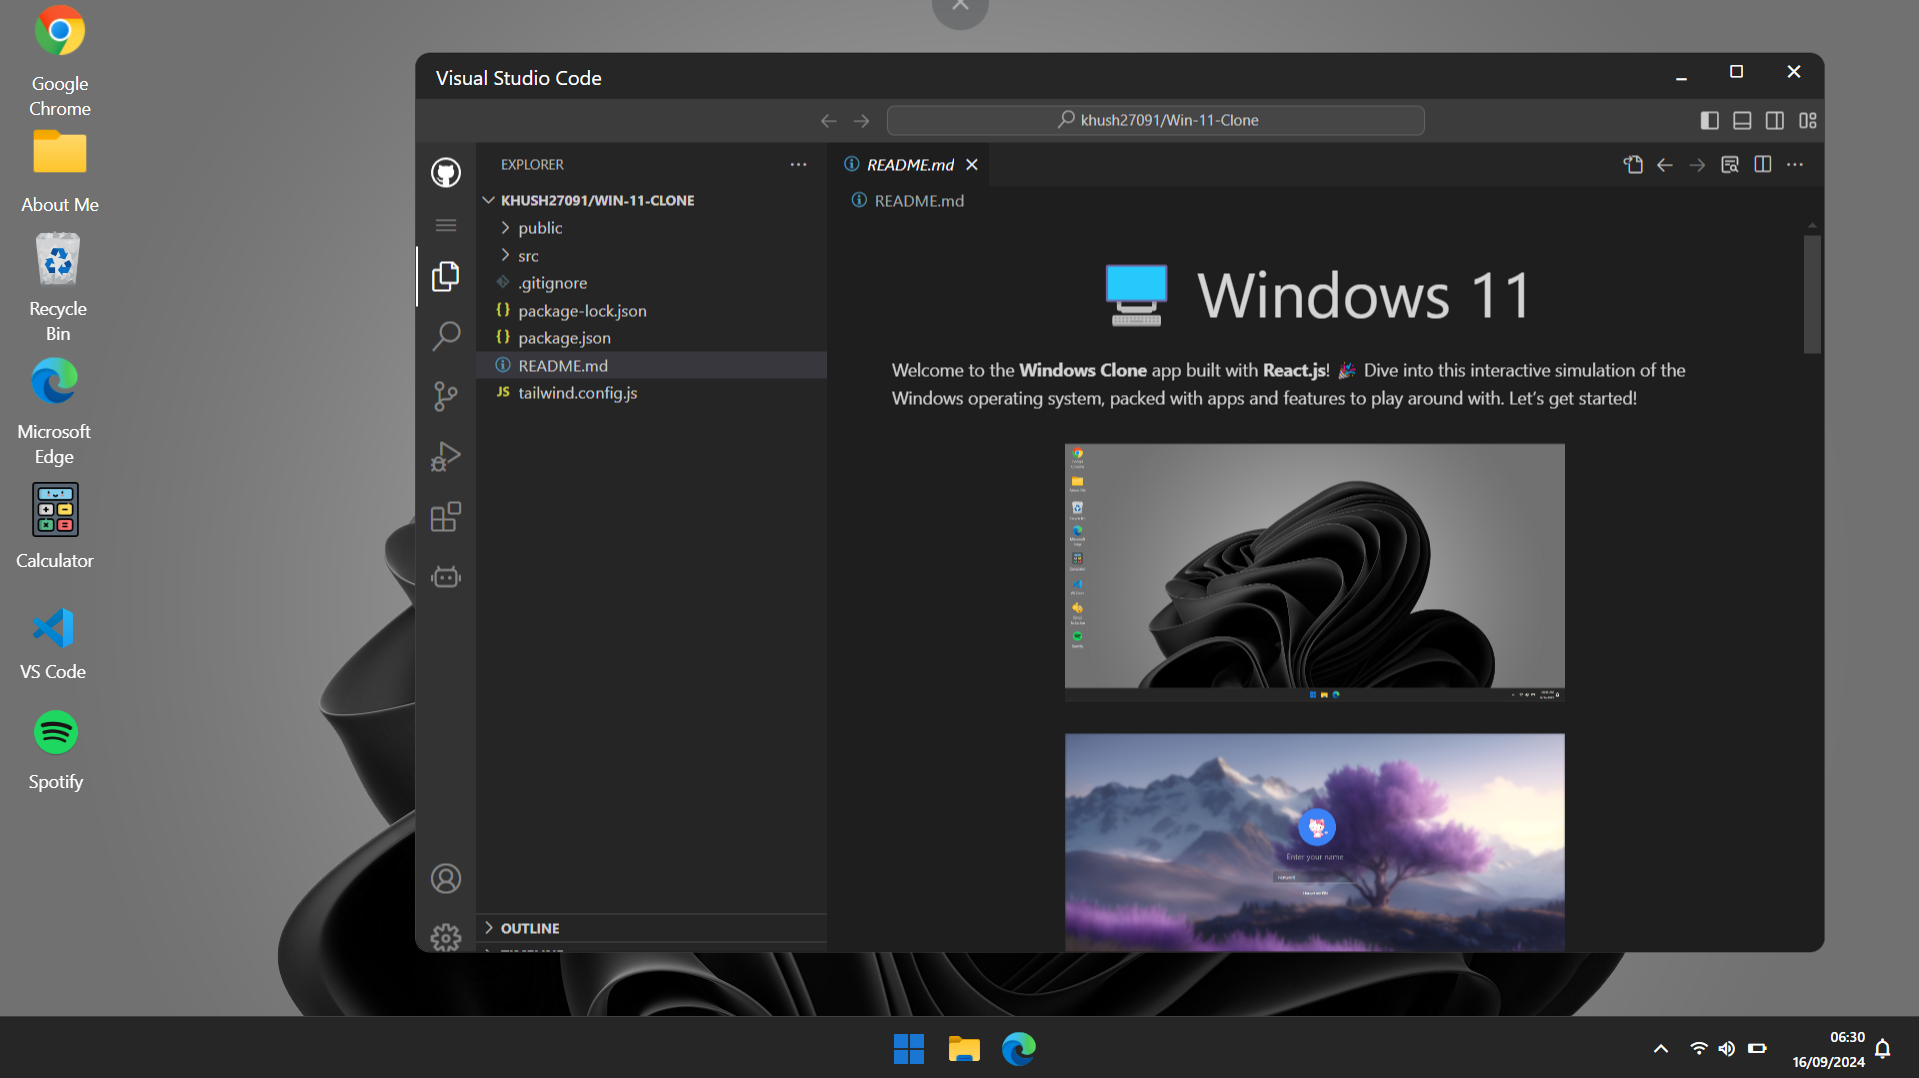 Google
Chrome
About Me
Recycle
Bin
Microsoft
Edge
Calculator
VS Code
Spotify
Visual Studio Code
khush27091/Win-11-Clone
EXPLORER
KHUSH27091/WIN-11-CLONE
public
src
.gitignore
package-lock.json
package.json
README.md
JS tailwind.config.js
OUTLINE
README.md
README.md
Windows 11
Welcome to the Windows Clone app built with React.js! 🎉 Dive into this interactive simulation of the
Windows operating system, packed with apps and features to play around with. Let’s get started!
Enter your name
06:30
16/09/2024